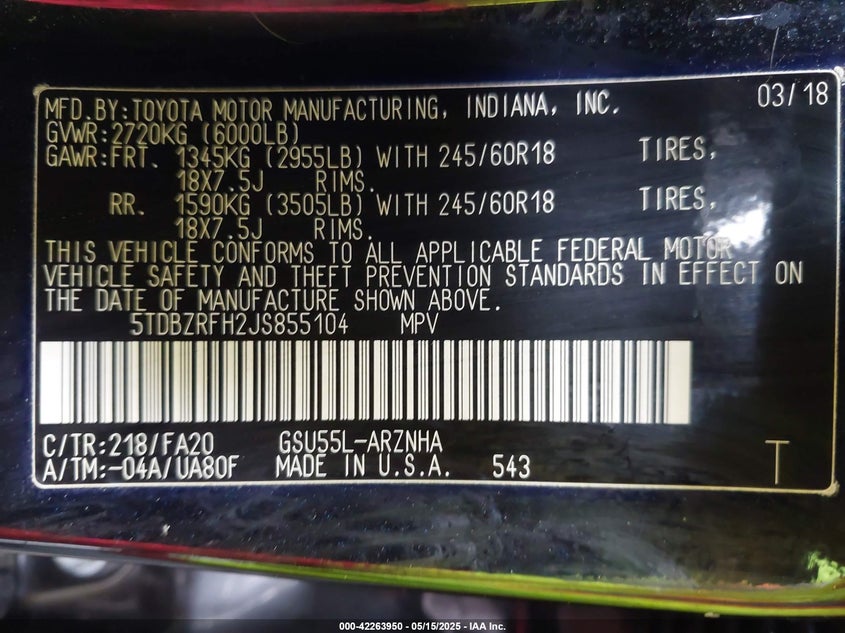 03/18
MFD.BY:TOYOTA MOTOR MANUFACTURING, INDIANA, INC.
GVWR:2720KG (6000LB)
GAWR:FRT. 1345KG (2955LB) WITH 245/60R18 TIRES,
18X7.5J RIMS.
RR. 1590KG (3505LB) WITH 245/60R18 TIRES,
18X7.5J RIMS.
THIS VEHICLE CONFORMS TO ALL APPLICABLE FEDERAL MOTOR
VEHICLE SAFETY AND THEFT PREVENTION STANDARDS IN EFFECT ON
THE DATE OF MANUFACTURE SHOWN ABOVE.
5TDBZRFH2JS855104 MPV
C/TR:218/FA20 GSU55L-ARZNHA
A/TM:-04A/UA80F MADE IN U.S.A. 543
T
000-42263950 - 05/15/2025 - IAA Inc.